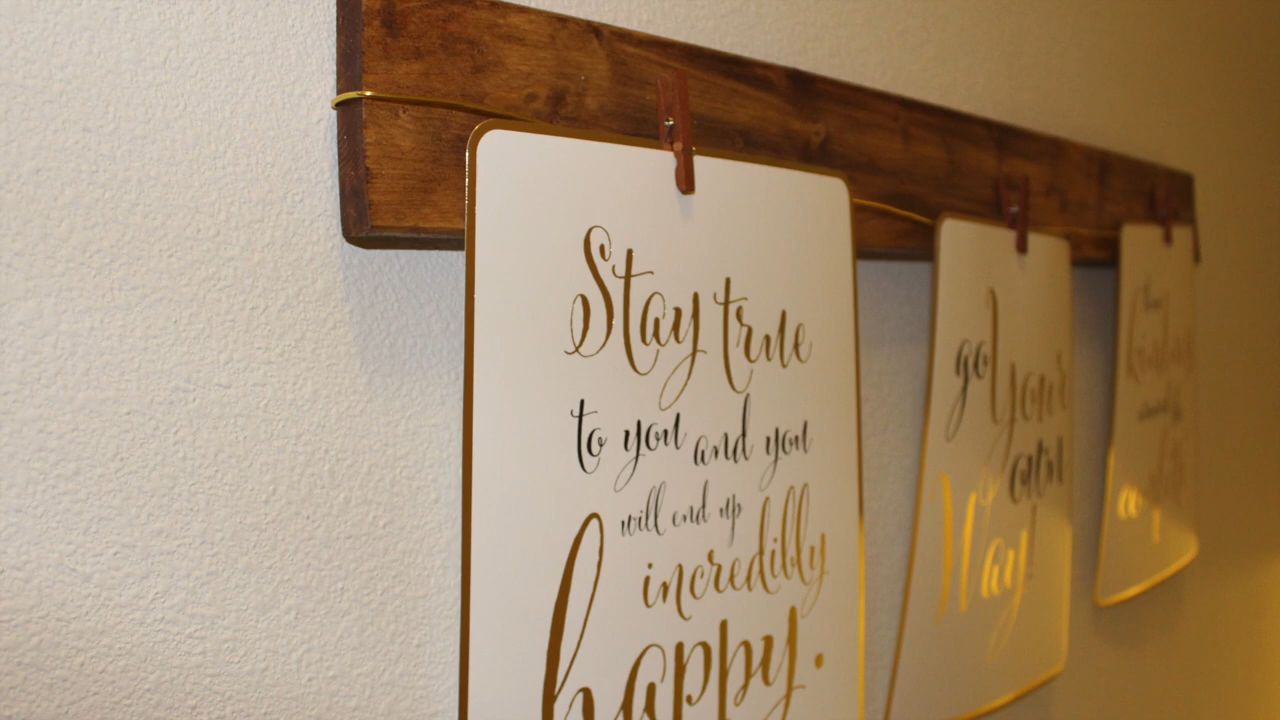 Stay true
to you and you
will end up
incredibly
happy.
go your
own
Way!